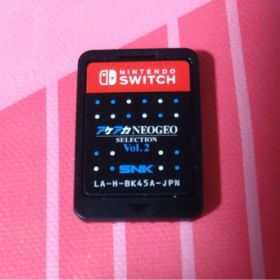 NINTENDO
SWITCH
アケアカNEOGEO
SELECTION
Vol.2
SNK
LA-H-BK45A-JPN